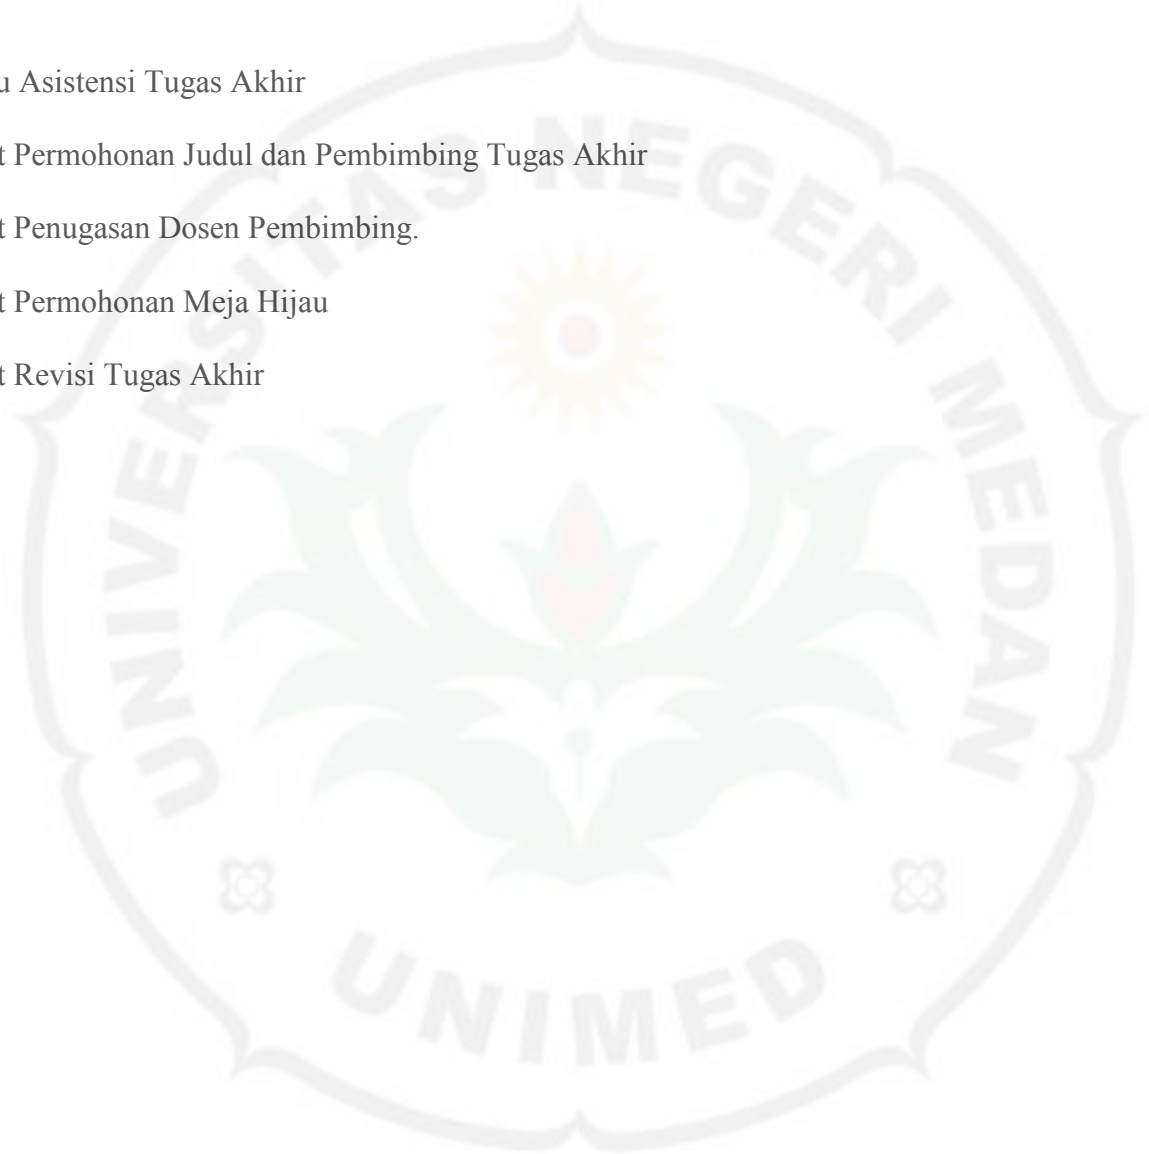 u Asistensi Tugas Akhir
t Permohonan Judul dan Pembimbing Tugas Akhir
t Penugasan Dosen Pembimbing.
t Permohonan Meja Hijau
t Revisi Tugas Akhir
UNIVERSITAS NEGERI MEDAN
UNIMED